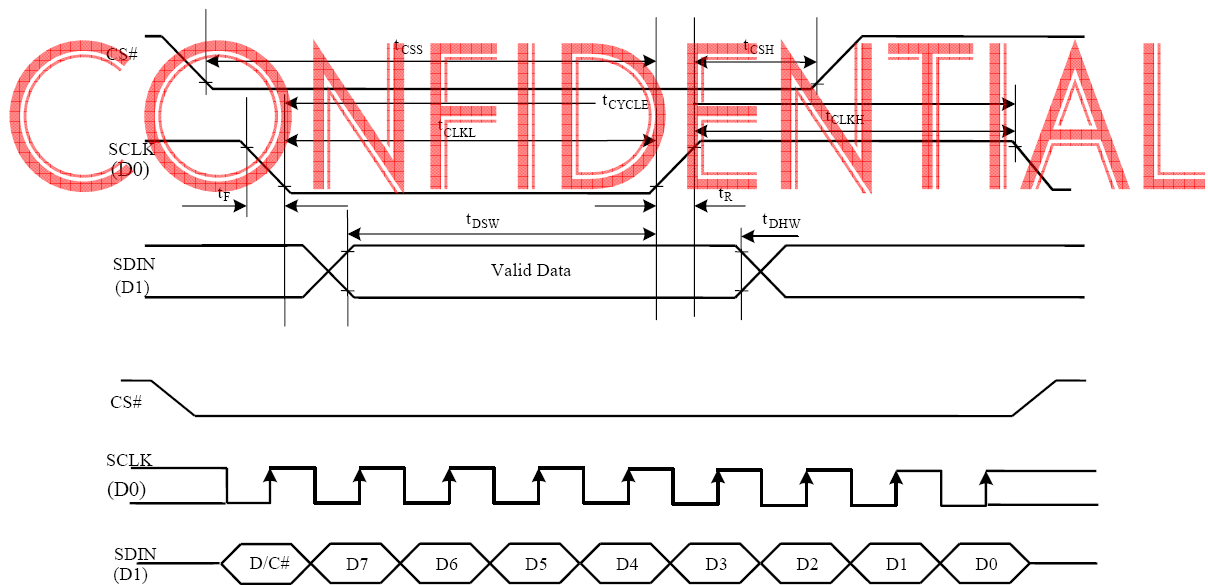 CONFIDENTIAL
CS#
tCSS
tCSH
tCYCLE
tCLKL
tCLKH
SCLK
(D0)
tF
tR
tDSW
tDHW
SDIN
(D1)
Valid Data
CS#
SCLK
(D0)
SDIN
(D1)
D/C# D7 D6 D5 D4 D3 D2 D1 D0